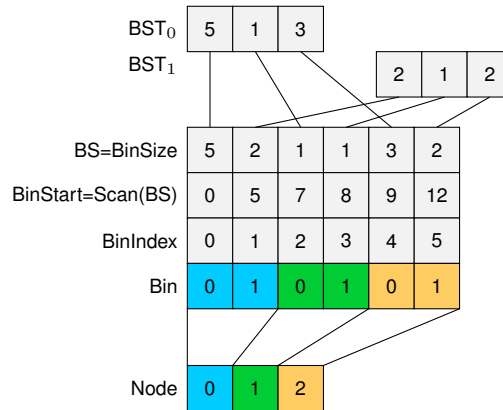 BST₀ 5 1 3
BST₁ 2 1 2
BS=BinSize 5 2 1 1 3 2
BinStart=Scan(BS) 0 5 7 8 9 12
BinIndex 0 1 2 3 4 5
Bin 0 1 0 1 0 1
Node 0 1 2